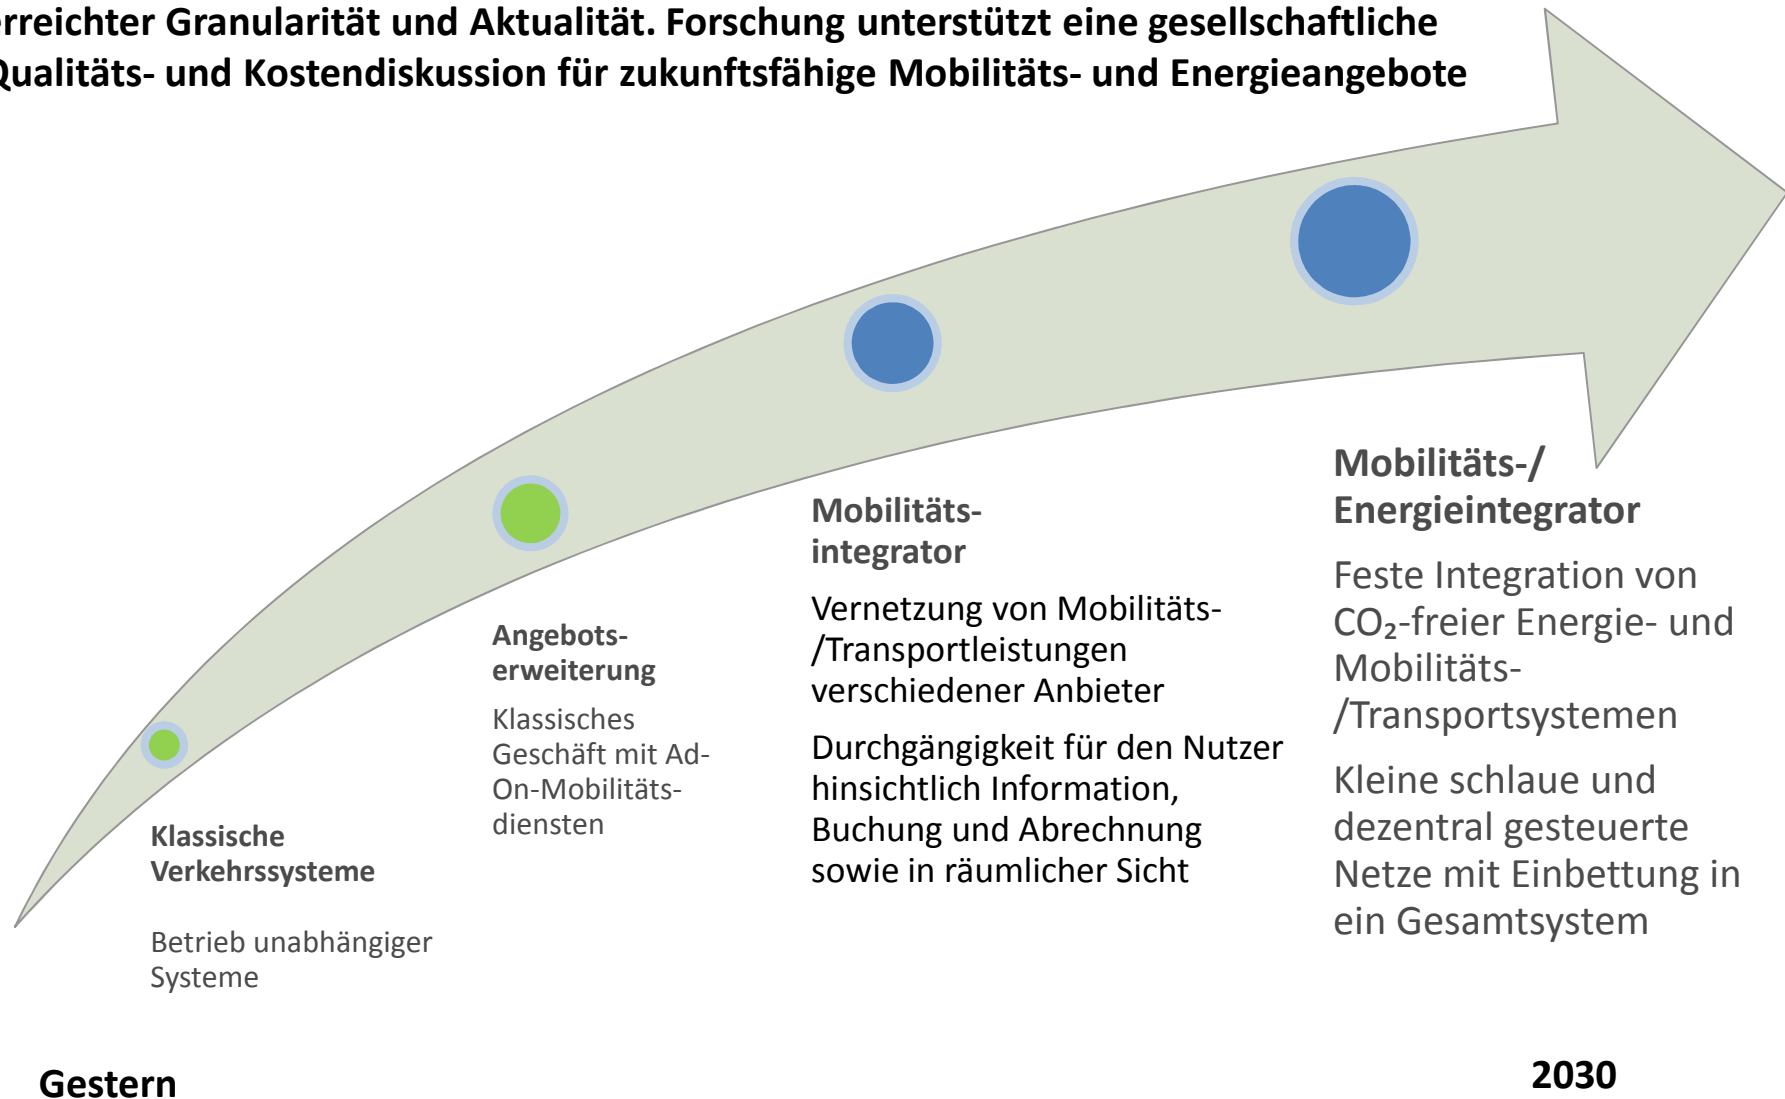 erreichter Granularität und Aktualität. Forschung unterstützt eine gesellschaftliche
Qualitäts- und Kostendiskussion für zukunftsfähige Mobilitäts- und Energieangebote
Klassische
Verkehrssysteme
Betrieb unabhängiger
Systeme
Angebots-
erweiterung
Klassisches
Geschäft mit Ad-
On-Mobilitäts-
diensten
Mobilitäts-
integrator
Vernetzung von Mobilitäts-
/Transportleistungen
verschiedener Anbieter
Durchgängigkeit für den Nutzer
hinsichtlich Information,
Buchung und Abrechnung
sowie in räumlicher Sicht
Mobilitäts-/
Energieintegrator
Feste Integration von
CO₂-freier Energie- und
Mobilitäts-
/Transportsystemen
Kleine schlaue und
dezentral gesteuerte
Netze mit Einbettung in
ein Gesamtsystem
Gestern
2030